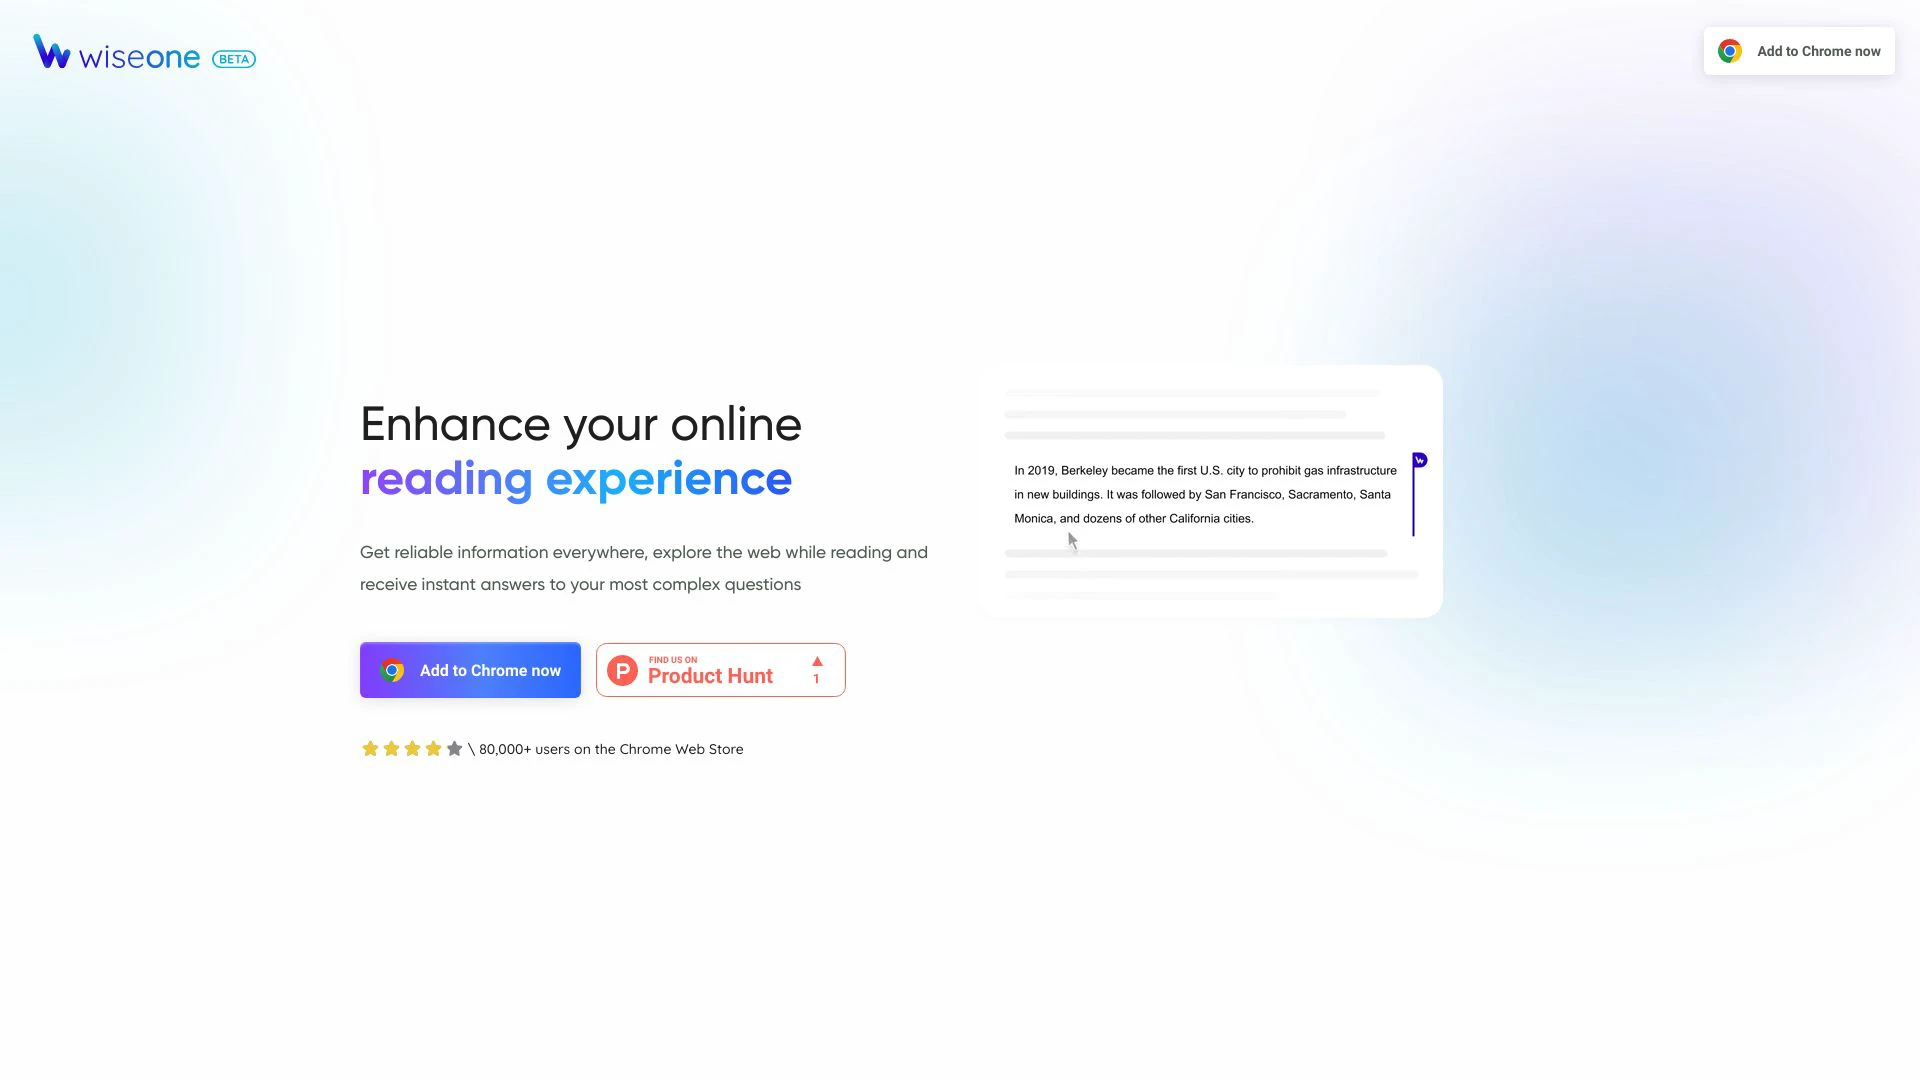 wiseone BETA
Add to Chrome now
Enhance your online
reading experience
Get reliable information everywhere, explore the web while reading and
receive instant answers to your most complex questions
Add to Chrome now
FIND US ON
Product Hunt
1
\ 80,000+ users on the Chrome Web Store
In 2019, Berkeley became the first U.S. city to prohibit gas infrastructure
in new buildings. It was followed by San Francisco, Sacramento, Santa
Monica, and dozens of other California cities.